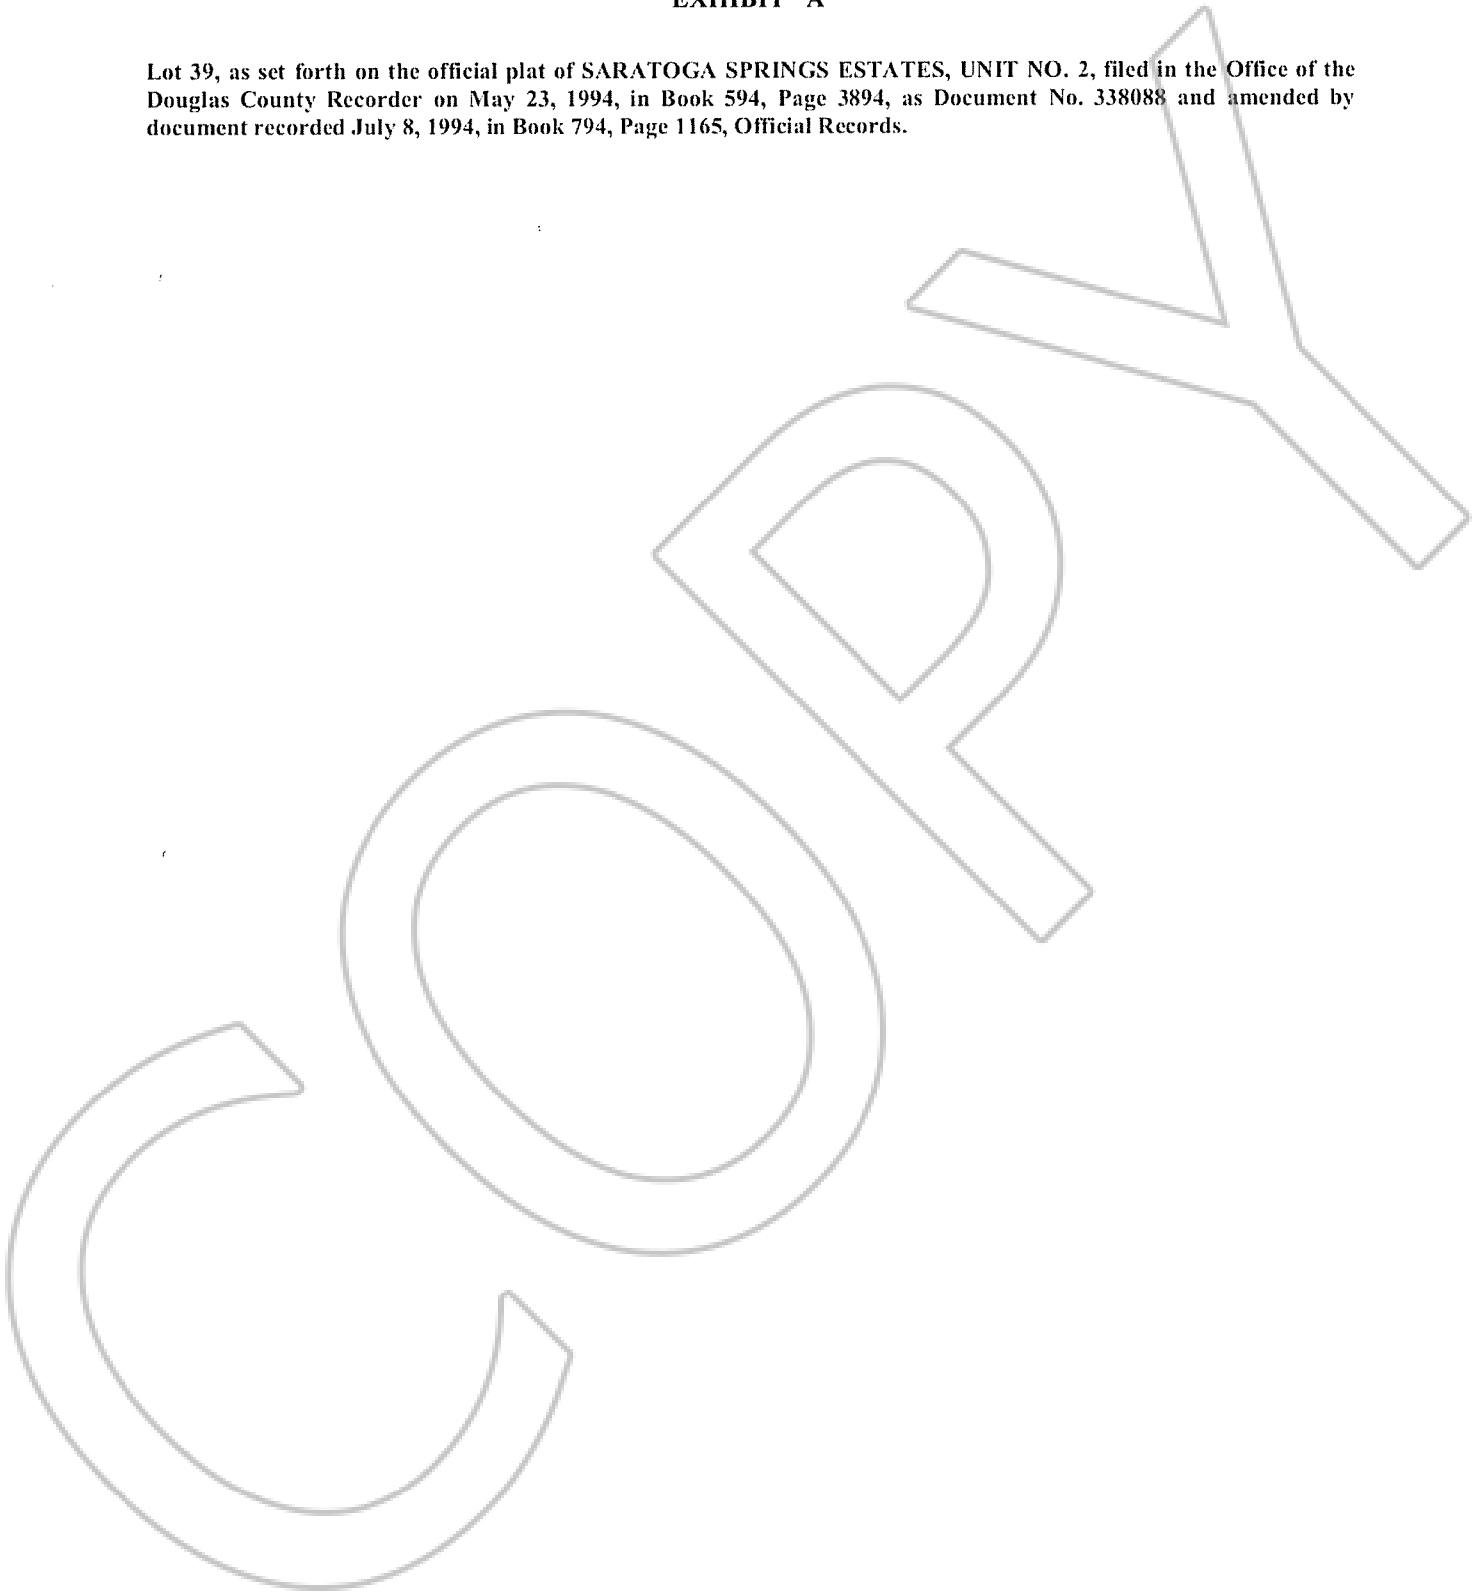 EXHIBIT A
Lot 39, as set forth on the official plat of SARATOGA SPRINGS ESTATES, UNIT NO. 2, filed in the Office of the
Douglas County Recorder on May 23, 1994, in Book 594, Page 3894, as Document No. 338088 and amended by
document recorded July 8, 1994, in Book 794, Page 1165, Official Records.
COPY